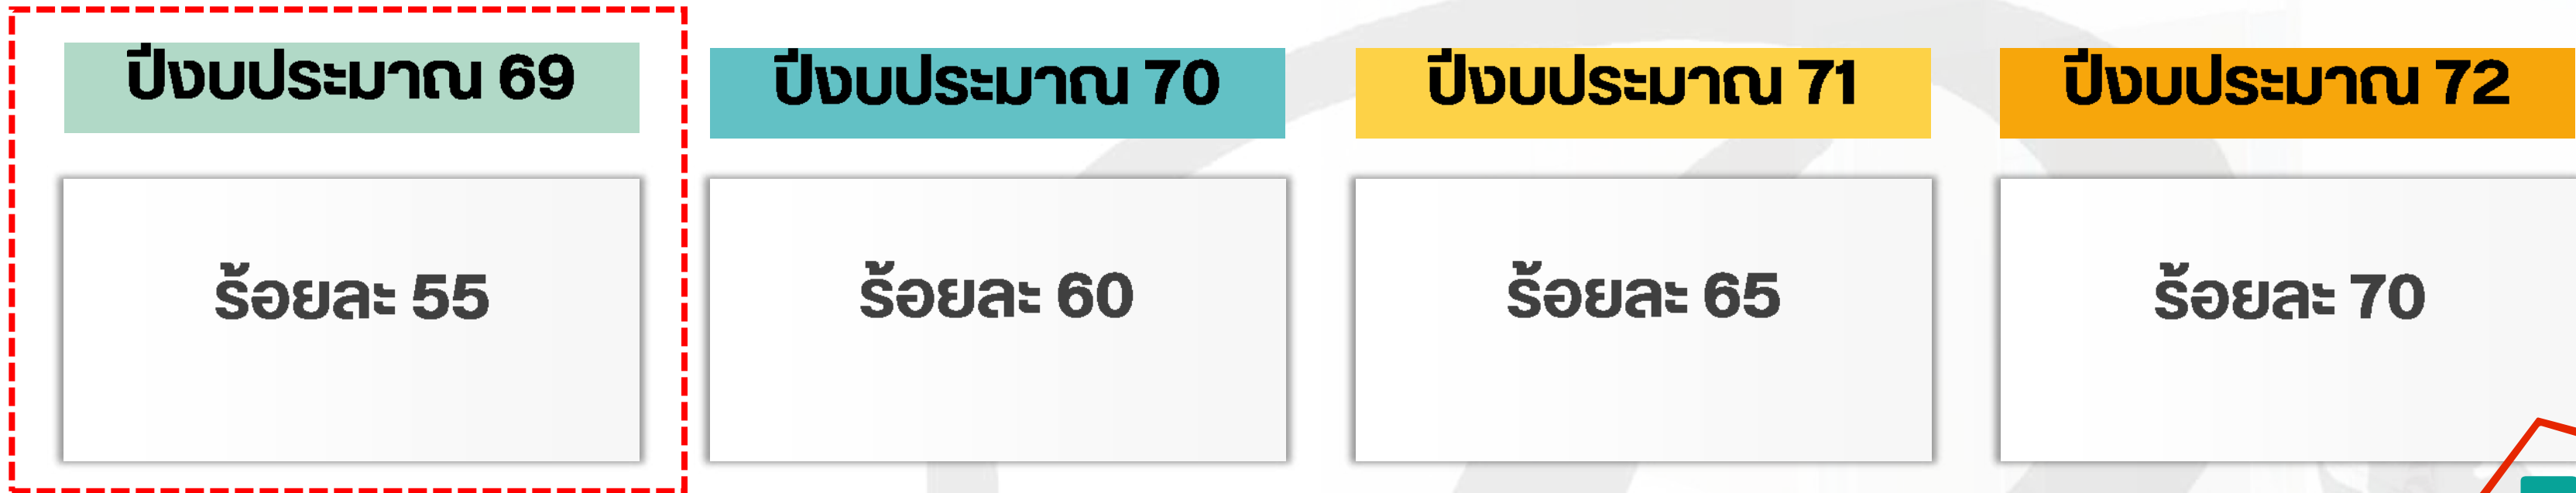 ปีงบประมาณ 69
ปีงบประมาณ 70
ปีงบประมาณ 71
ปีงบประมาณ 72
ร้อยละ 55
ร้อยละ 60
ร้อยละ 65
ร้อยละ 70